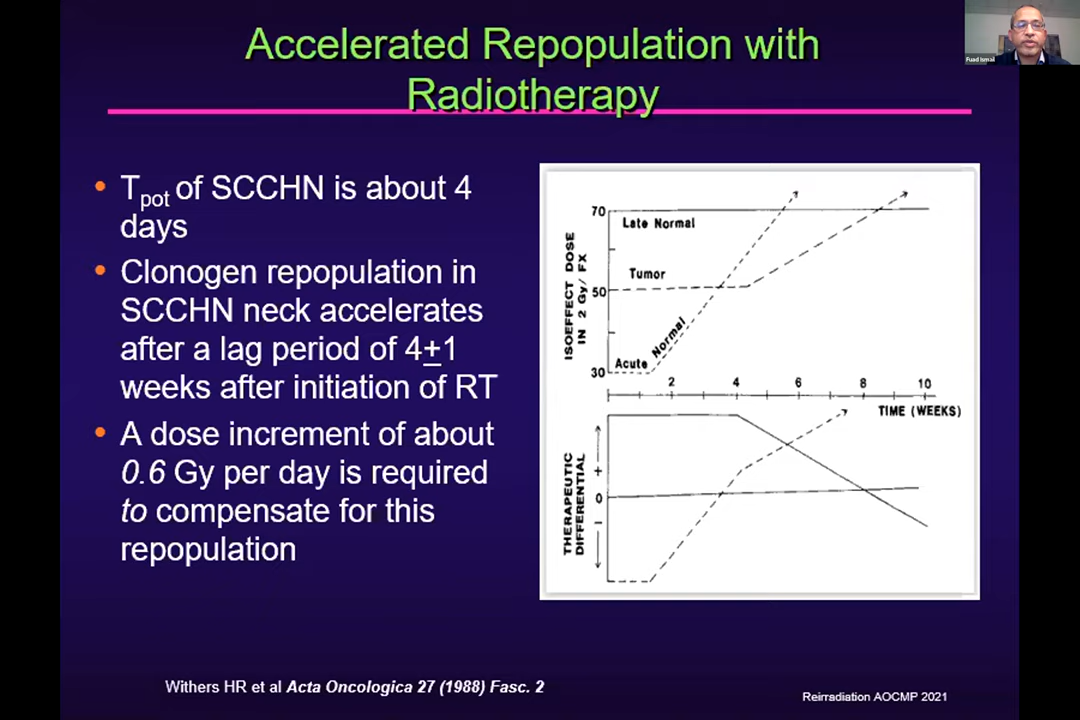 Accelerated Repopulation with
Radiotherapy
Fuad Ismail
• Tpot of SCCHN is about 4
days
• Clonogen repopulation in
SCCHN neck accelerates
after a lag period of 4+1
weeks after initiation of RT
• A dose increment of about
0.6 Gy per day is required
to compensate for this
repopulation
ISOEFFECT DOSE
IN 2 Gy/ FX
70
50
30
Late Normal
Tumor
Acute Normal
2 4 6 8 10
TIME (WEEKS)
THERAPEUTIC
DIFFERENTIAL
+
0
−
Withers HR et al Acta Oncologica 27 (1988) Fasc. 2
Reirradiation AOCMP 2021